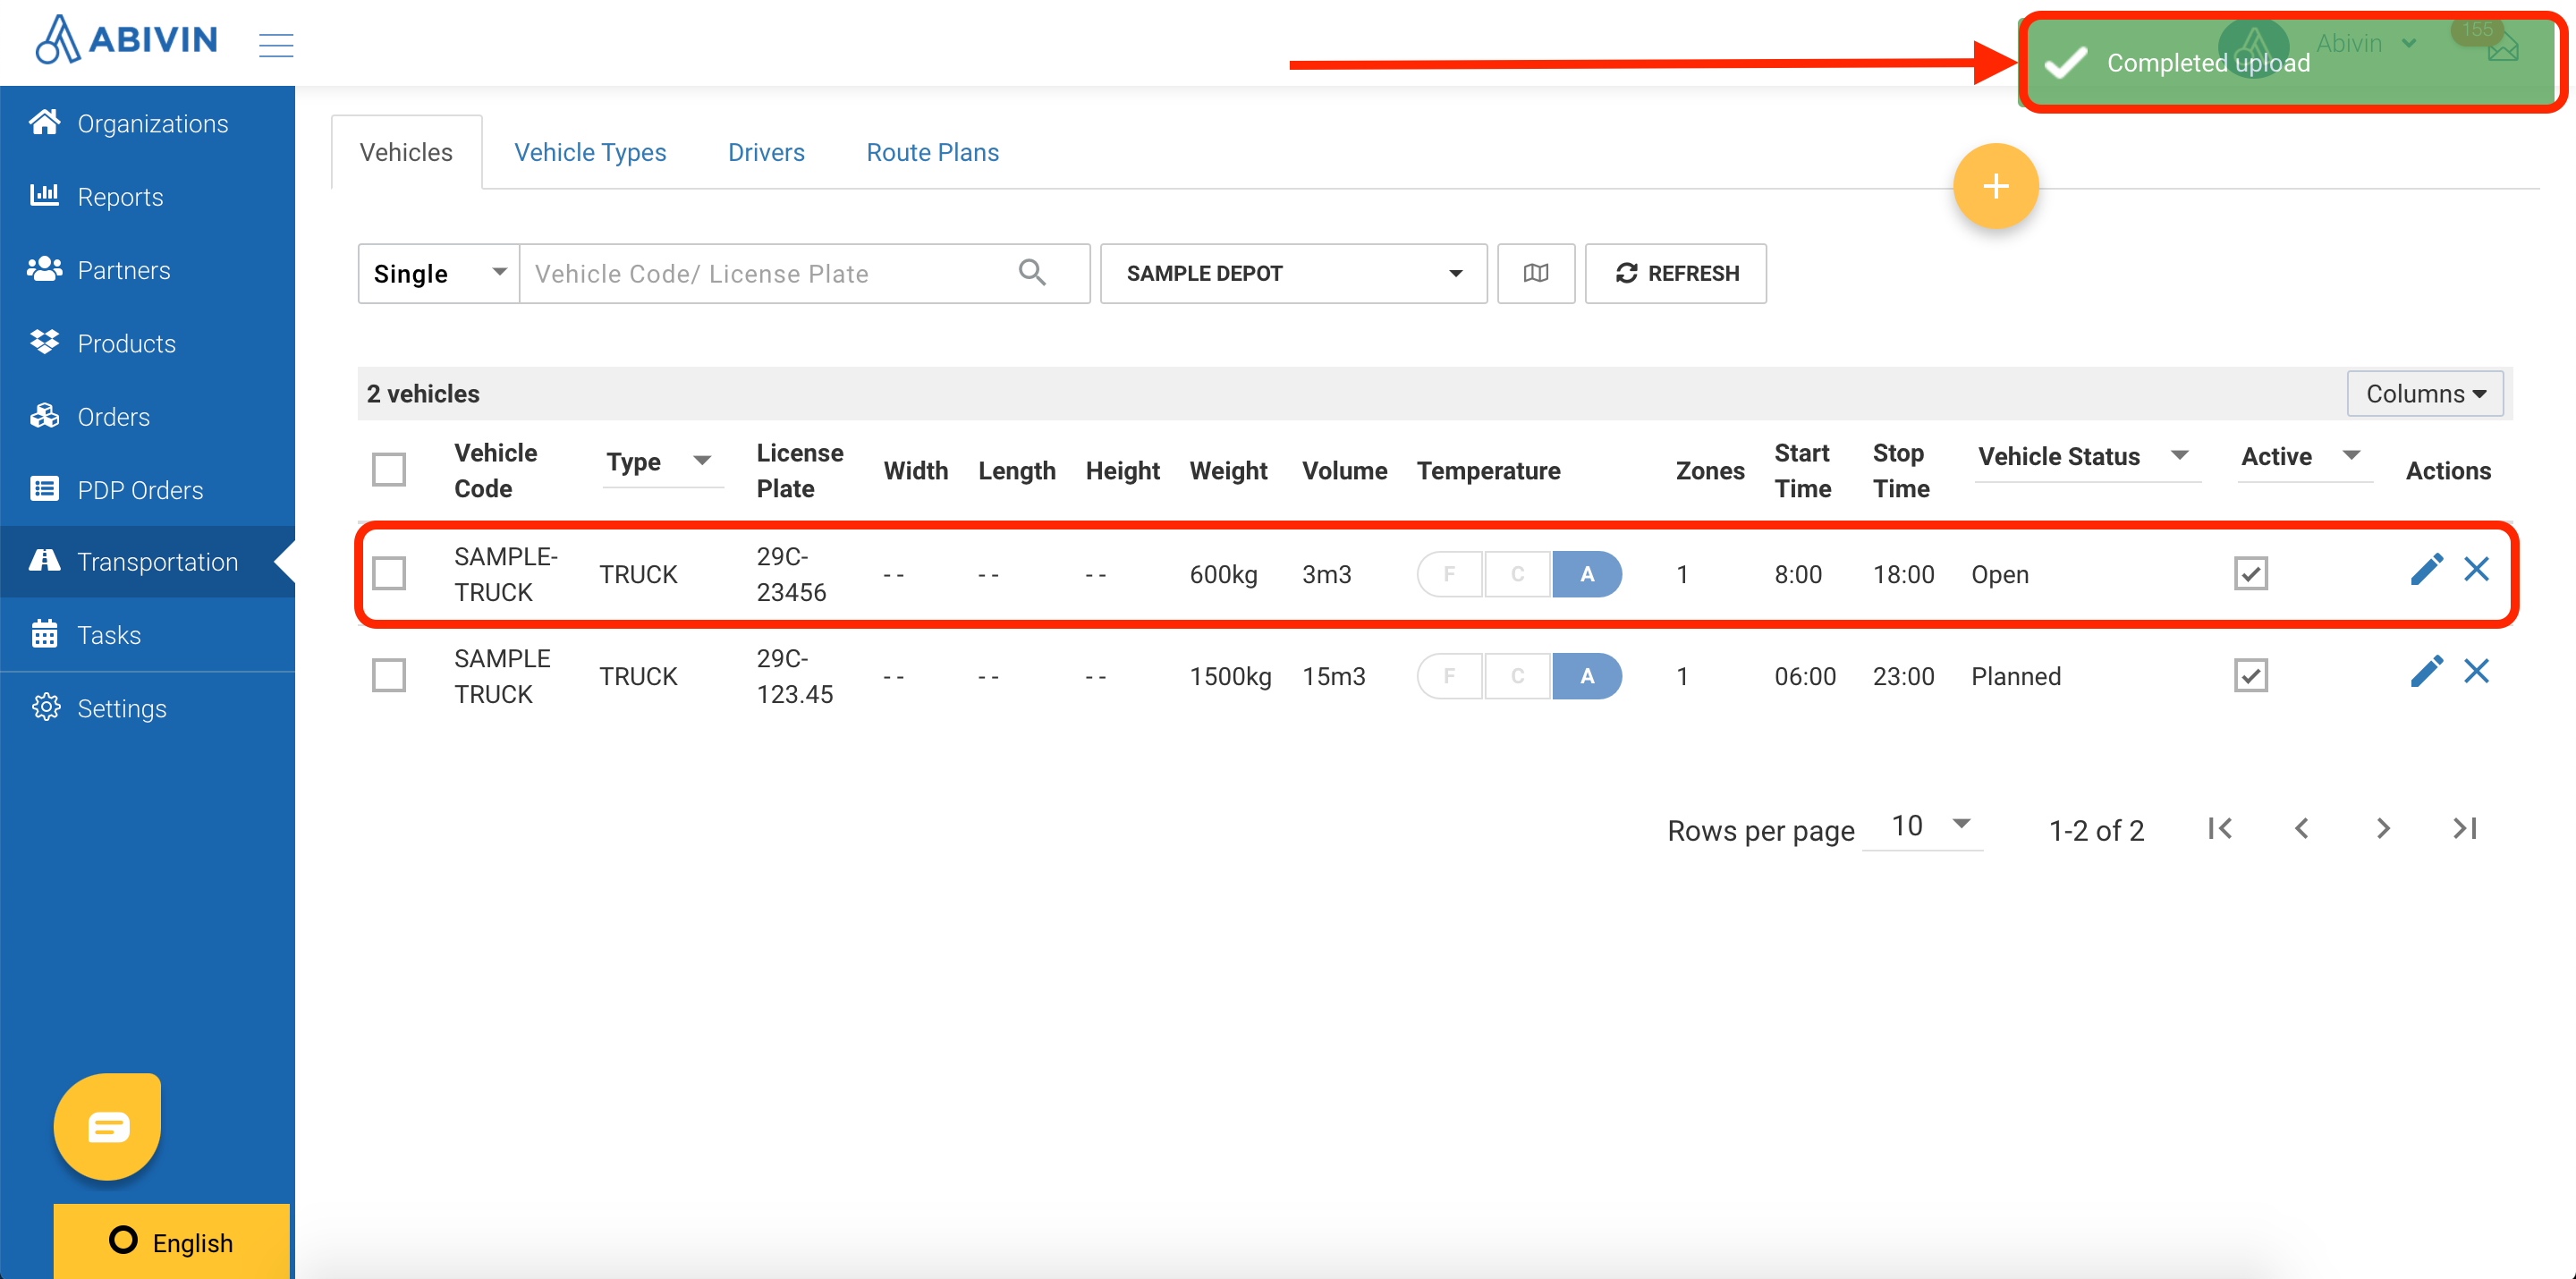 ABIVIN
Completed upload
Abivin
155
Organizations
Reports
Partners
Products
Orders
PDP Orders
Transportation
Tasks
Settings
English
Vehicles Vehicle Types Drivers Route Plans
+
Single Vehicle Code/ License Plate SAMPLE DEPOT REFRESH
2 vehicles Columns
Vehicle Code Type License Plate Width Length Height Weight Volume Temperature Zones Start Time Stop Time Vehicle Status Active Actions
SAMPLE-TRUCK TRUCK 29C-23456 -- -- -- 600kg 3m3 F C A 1 8:00 18:00 Open
SAMPLE TRUCK TRUCK 29C-123.45 -- -- -- 1500kg 15m3 F C A 1 06:00 23:00 Planned
Rows per page 10 1-2 of 2